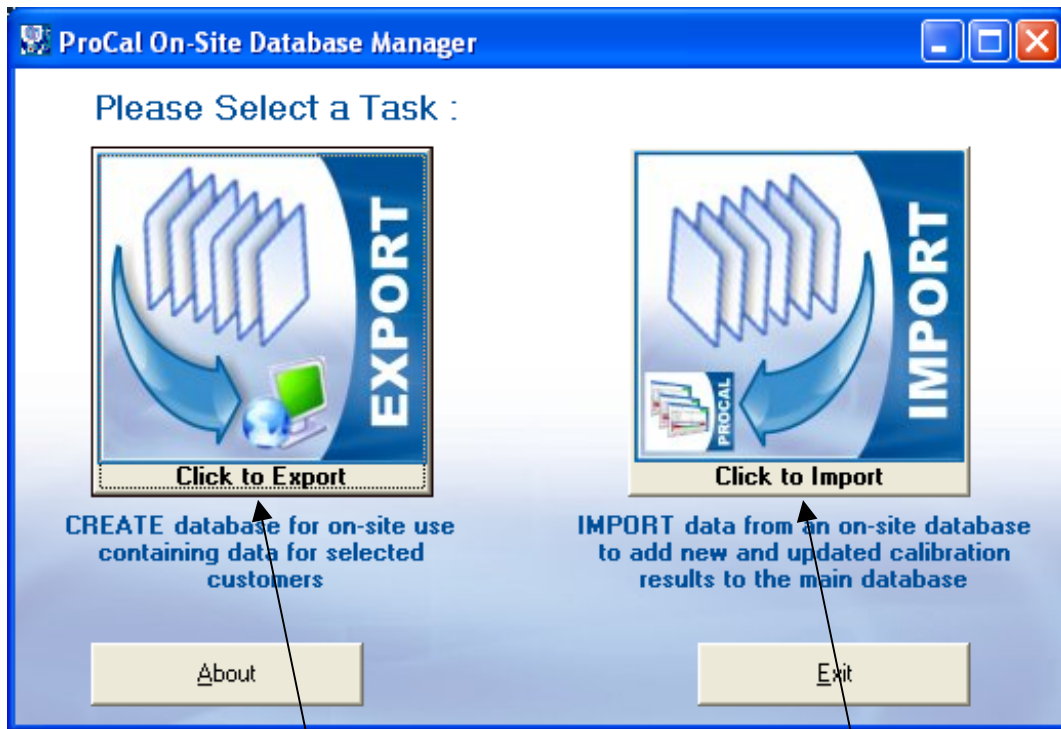 ProCal On-Site Database Manager
Please Select a Task :
EXPORT
Click to Export
CREATE database for on-site use
containing data for selected
customers
IMPORT
PROCAL
Click to Import
IMPORT data from an on-site database
to add new and updated calibration
results to the main database
About
Exit